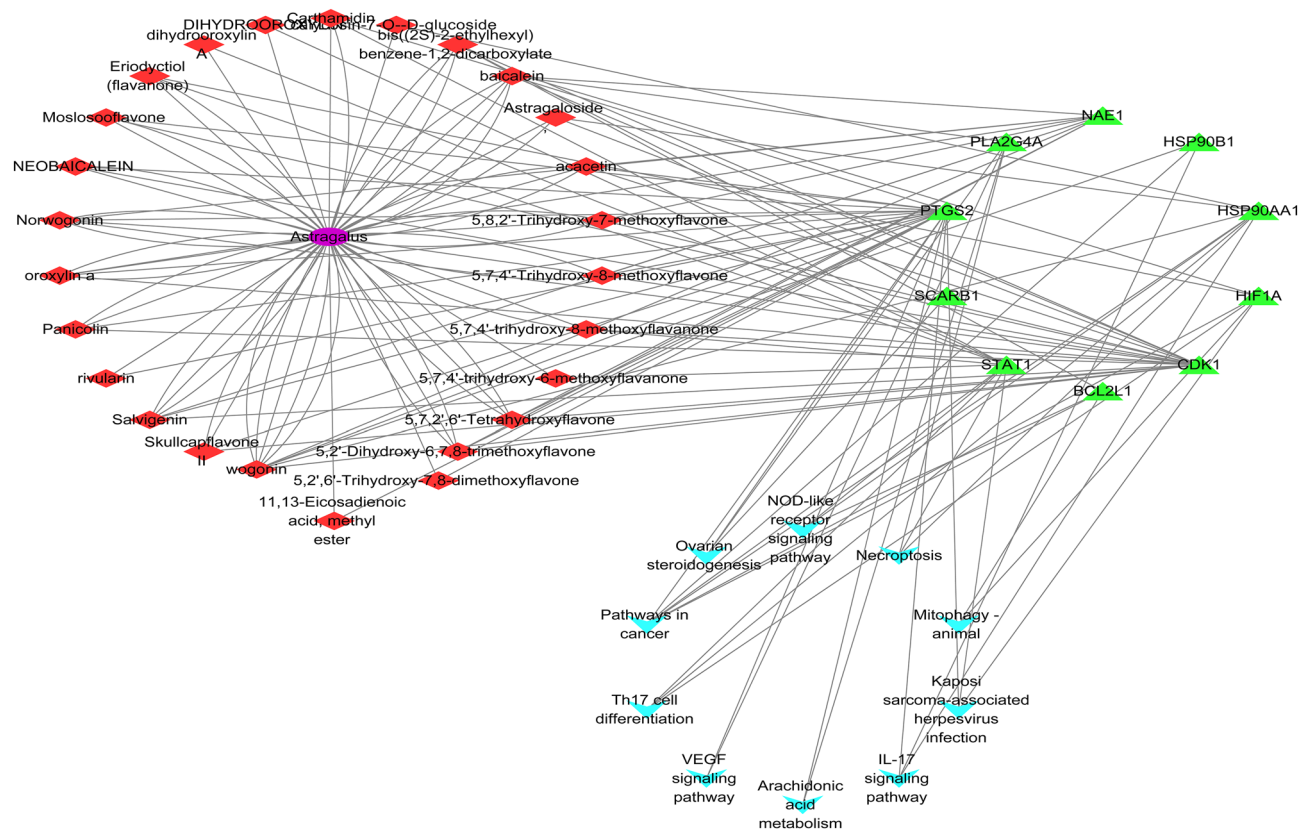 Carthamidin
-7-O--D-glucoside
bis((2S)-2-ethylhexyl)
benzene-1,2-dicarboxylate
dihydrooroxylin
A
Eriodyctiol
(flavanone)
baicalein
Moslosooflavone
Astragaloside
NEOBAICALEIN
acacetin
Norwogonin
5,8,2'-Trihydroxy-7-methoxyflavone
Astragalus
oroxylin a
5,7,4'-Trihydroxy-8-methoxyflavone
Panicolin
5,7,4'-trihydroxy-8-methoxyflavanone
rivularin
5,7,4'-trihydroxy-6-methoxyflavanone
Salvigenin
5,7,2',6'-Tetrahydroxyflavone
Skullcapflavone
II
5,2'-Dihydroxy-6,7,8-trimethoxyflavone
wogonin
5,2',6'-Trihydroxy-7,8-dimethoxyflavone
11,13-Eicosadienoic
acid, methyl
ester
NAE1
PLA2G4A
HSP90B1
PTGS2
HSP90AA1
SCARB1
HIF1A
STAT1
CDK1
BCL2L1
NOD-like
receptor
signaling
pathway
Ovarian
steroidogenesis
Necroptosis
Pathways in
cancer
Mitophagy -
animal
Th17 cell
differentiation
Kaposi
sarcoma-associated
herpesvirus
infection
VEGF
signaling
pathway
Arachidonic
acid
metabolism
IL-17
signaling
pathway